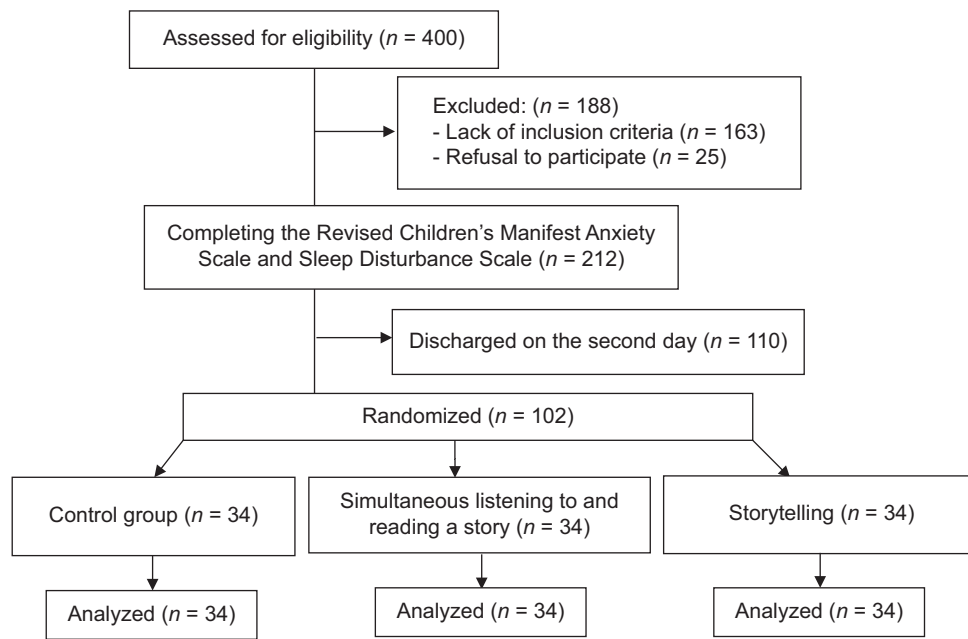 Assessed for eligibility (n = 400)
Excluded: (n = 188)
- Lack of inclusion criteria (n = 163)
- Refusal to participate (n = 25)
Completing the Revised Children’s Manifest Anxiety
Scale and Sleep Disturbance Scale (n = 212)
Discharged on the second day (n = 110)
Randomized (n = 102)
Control group (n = 34)
Simultaneous listening to and
reading a story (n = 34)
Storytelling (n = 34)
Analyzed (n = 34)
Analyzed (n = 34)
Analyzed (n = 34)